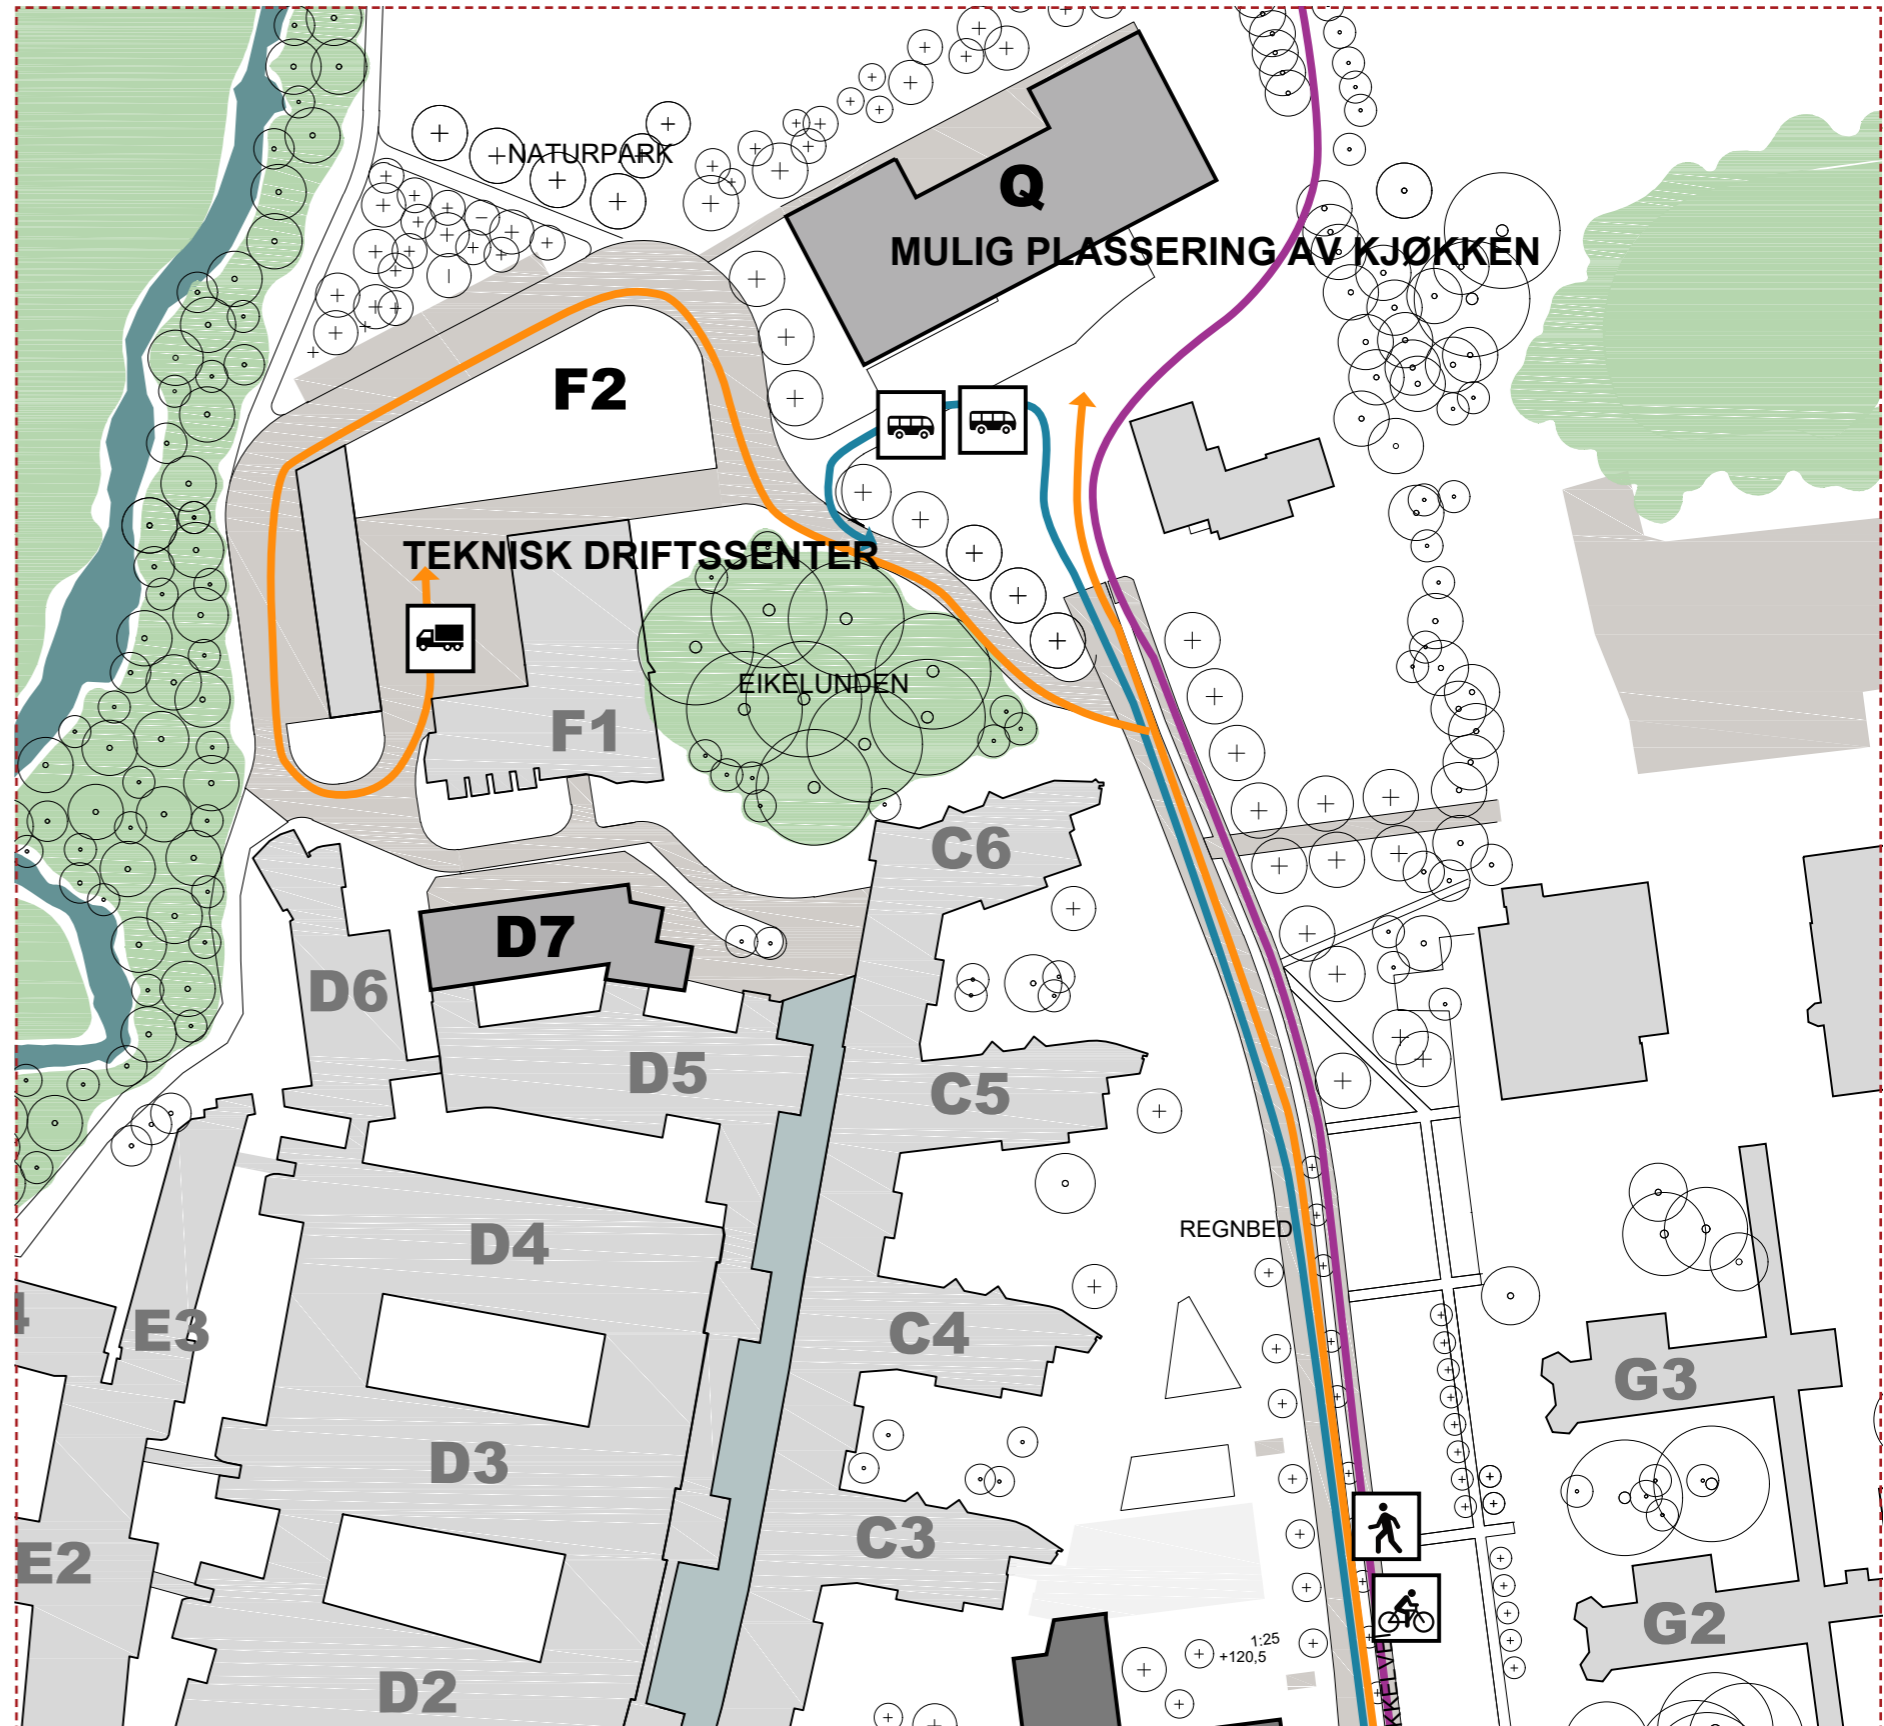 NATURPARK
Q
MULIG PLASSERING AV KJØKKEN
F2
TEKNISK DRIFTSSENTER
EIKELUNDEN
F1
C6
D7
D6
D5
C5
REGNBED
D4
E3
C4
G3
D3
C3
E2
G2
1:25
+120,5
D2